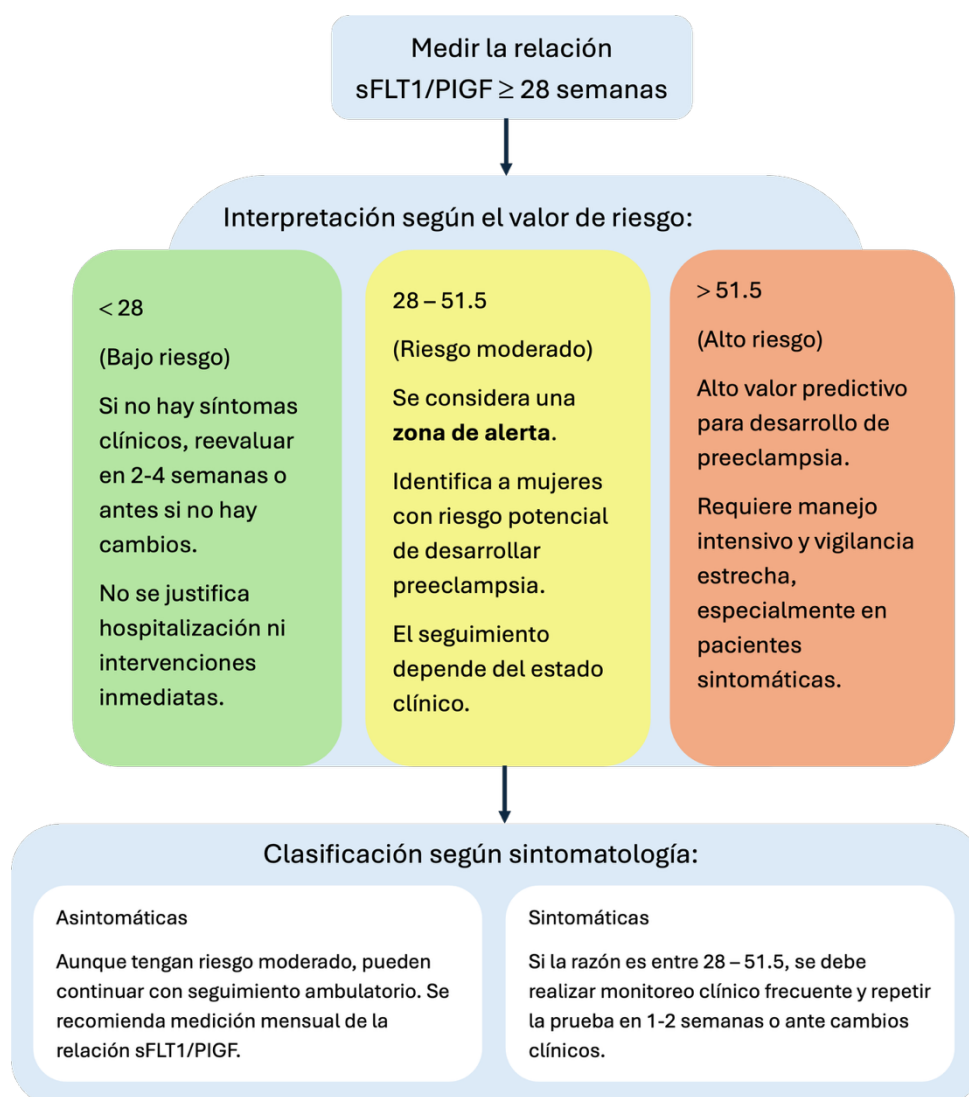 Medir la relación
sFLT1/PIGF ≥ 28 semanas
Interpretación según el valor de riesgo:
< 28
(Bajo riesgo)
Si no hay síntomas
clínicos, reevaluar
en 2-4 semanas o
antes si no hay
cambios.
No se justifica
hospitalización ni
intervenciones
inmediatas.
28 – 51.5
(Riesgo moderado)
Se considera una
zona de alerta.
Identifica a mujeres
con riesgo potencial
de desarrollar
preeclampsia.
El seguimiento
depende del estado
clínico.
> 51.5
(Alto riesgo)
Alto valor predictivo
para desarrollo de
preeclampsia.
Requiere manejo
intensivo y vigilancia
estrecha,
especialmente en
pacientes
sintomáticas.
Clasificación según sintomatología:
Asintomáticas
Aunque tengan riesgo moderado, pueden
continuar con seguimiento ambulatorio. Se
recomienda medición mensual de la
relación sFLT1/PIGF.
Sintomáticas
Si la razón es entre 28 – 51.5, se debe
realizar monitoreo clínico frecuente y repetir
la prueba en 1-2 semanas o ante cambios
clínicos.